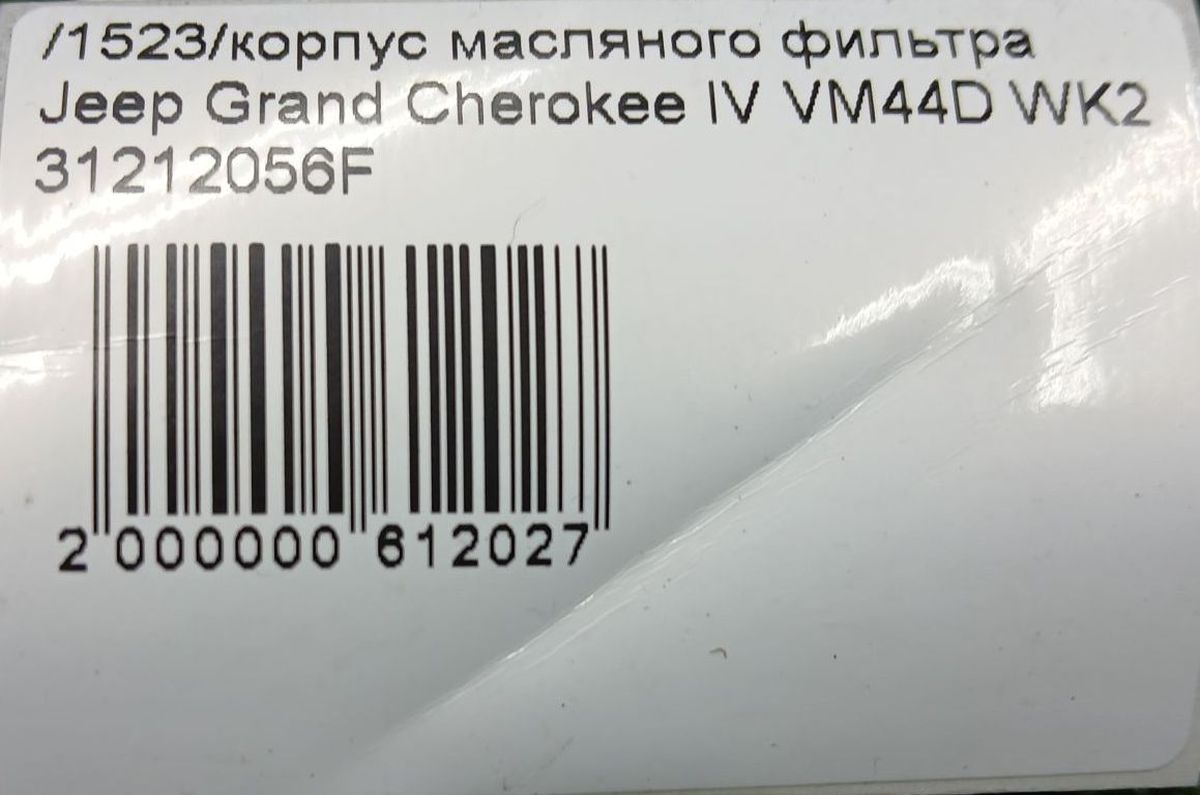 /1523/корпус масляного фильтра
Jeep Grand Cherokee IV VM44D WK2
31212056F
2 000000 612027